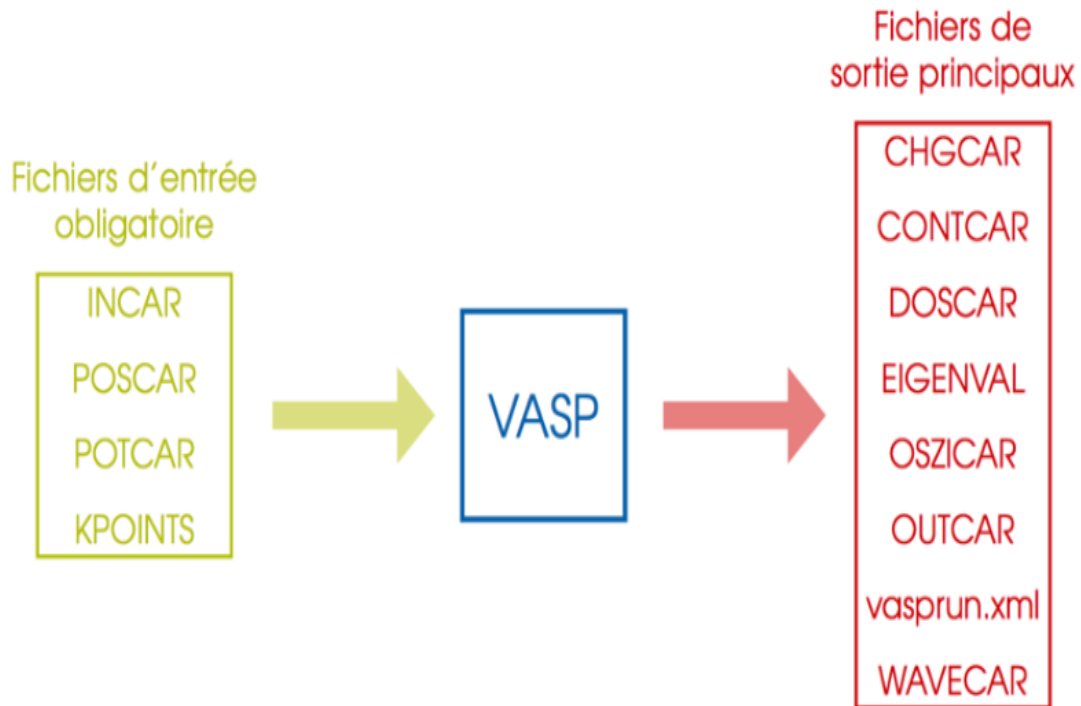 Fichiers d'entrée
obligatoire
INCAR
POSCAR
POTCAR
KPOINTS
VASP
Fichiers de
sortie principaux
CHGCAR
CONTCAR
DOSCAR
EIGENVAL
OSZICAR
OUTCAR
vasprun.xml
WAVECAR